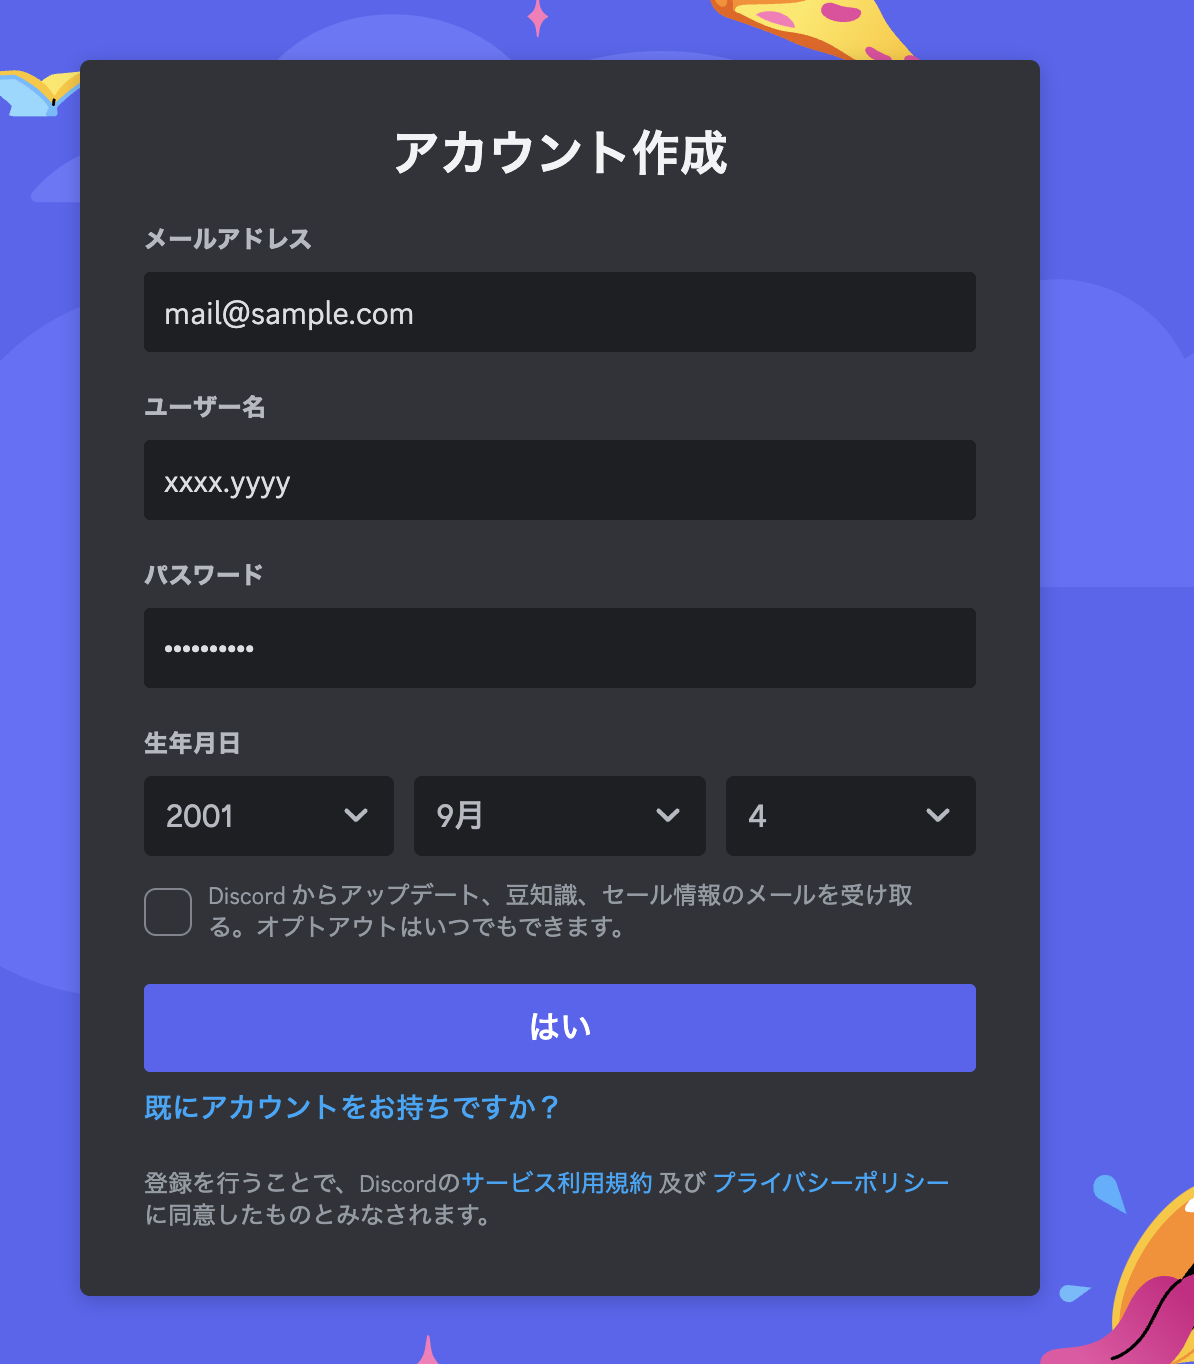 アカウント作成
メールアドレス
mail@sample.com
ユーザー名
xxxx.yyyy
パスワード
••••••••••
生年月日
2001 9月 4
Discord からアップデート、豆知識、セール情報のメールを受け取
る。オプトアウトはいつでもできます。
はい
既にアカウントをお持ちですか？
登録を行うことで、Discordのサービス利用規約 及び プライバシーポリシー
に同意したものとみなされます。